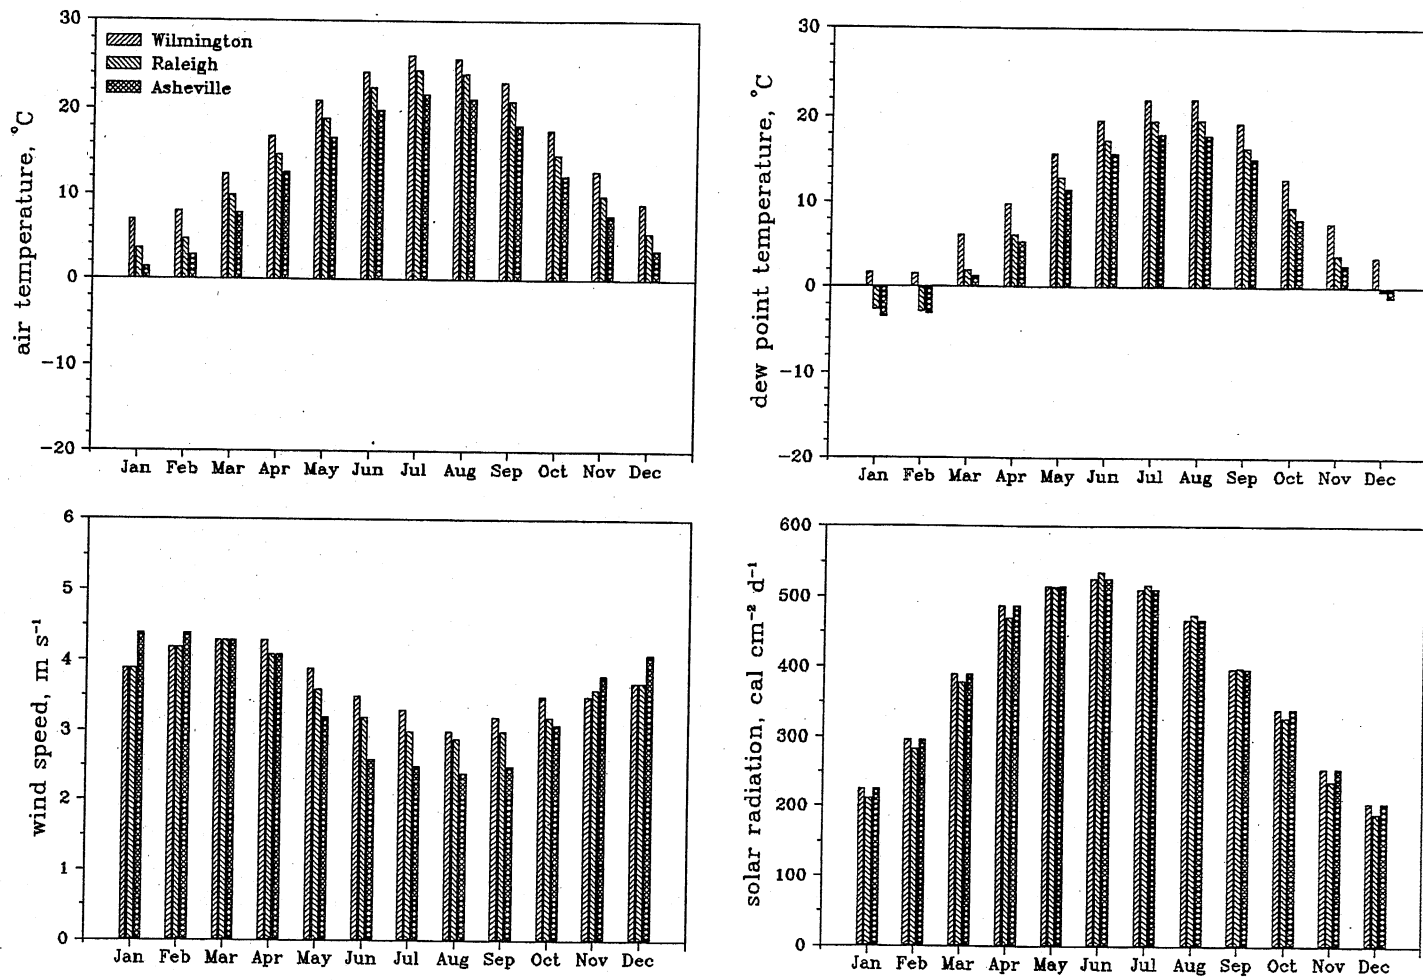 30
20
10
0
−10
−20
air temperature, °C
Wilmington
Raleigh
Asheville
Jan Feb Mar Apr May Jun Jul Aug Sep Oct Nov Dec
30
20
10
0
−10
−20
dew point temperature, °C
Jan Feb Mar Apr May Jun Jul Aug Sep Oct Nov Dec
6
5
4
3
2
1
0
wind speed, m s⁻¹
Jan Feb Mar Apr May Jun Jul Aug Sep Oct Nov Dec
600
500
400
300
200
100
0
solar radiation, cal cm⁻² d⁻¹
Jan Feb Mar Apr May Jun Jul Aug Sep Oct Nov Dec